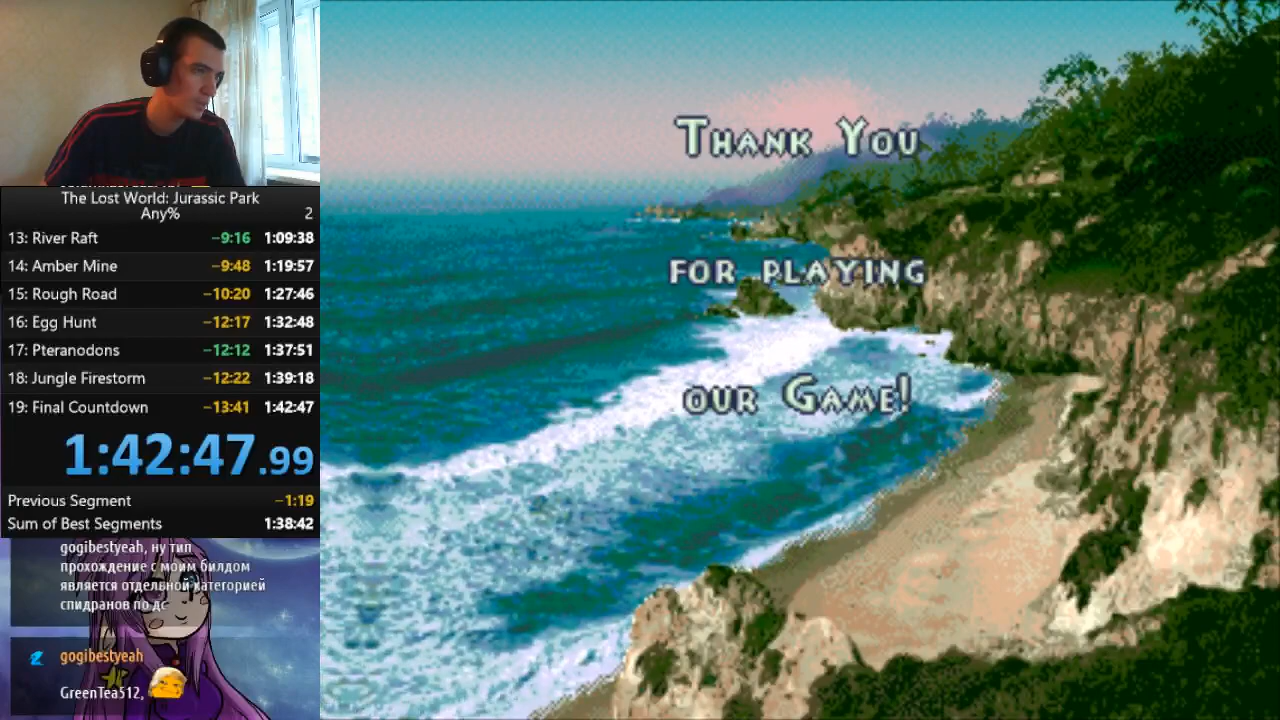 The Lost World: Jurassic Park
Any% 2
13: River Raft −9:16 1:09:38
14: Amber Mine −9:48 1:19:57
15: Rough Road −10:20 1:27:46
16: Egg Hunt −12:17 1:32:48
17: Pteranodons −12:12 1:37:51
18: Jungle Firestorm −12:22 1:39:18
19: Final Countdown −13:41 1:42:47
1:42:47.99
Previous Segment −1:19
Sum of Best Segments 1:38:42
gogibestyeah, ну тип
прохождение с моим билдом
является отдельной категорией
спидранов по дс
gogibestyeah
GreenTea512,
Thank You
for playing
our Game!